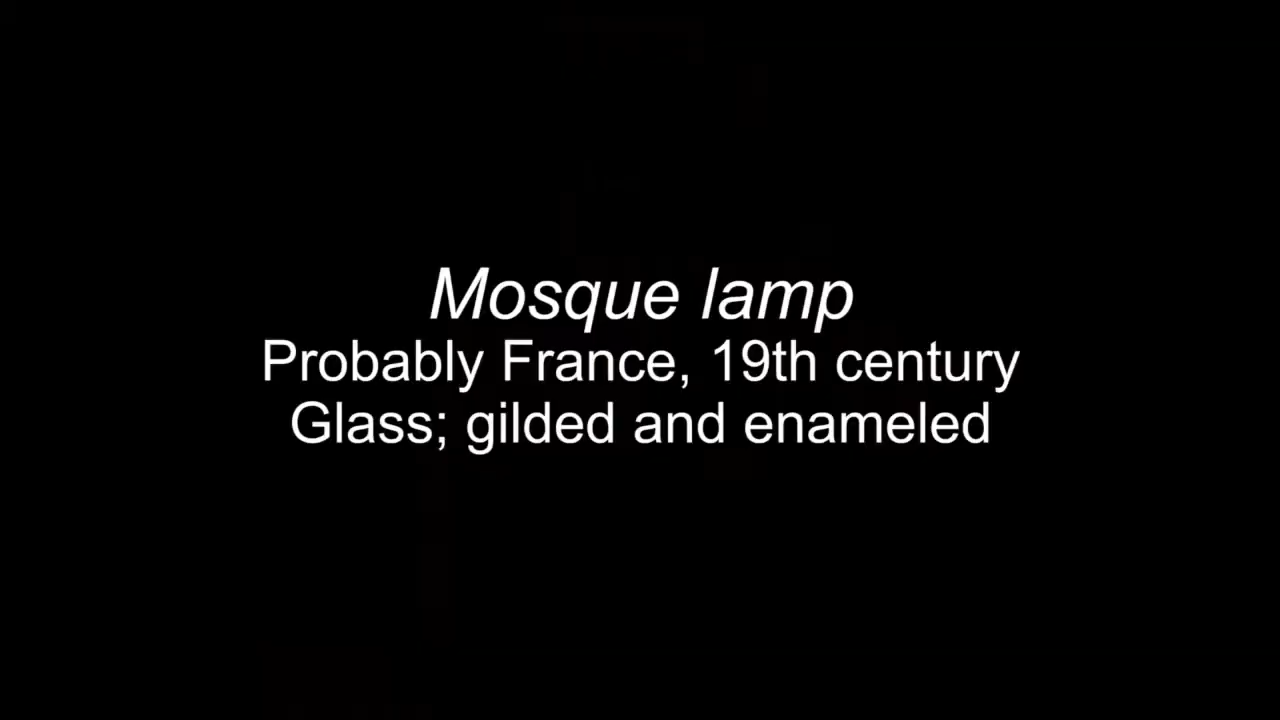 Mosque lamp
Probably France, 19th century
Glass; gilded and enameled